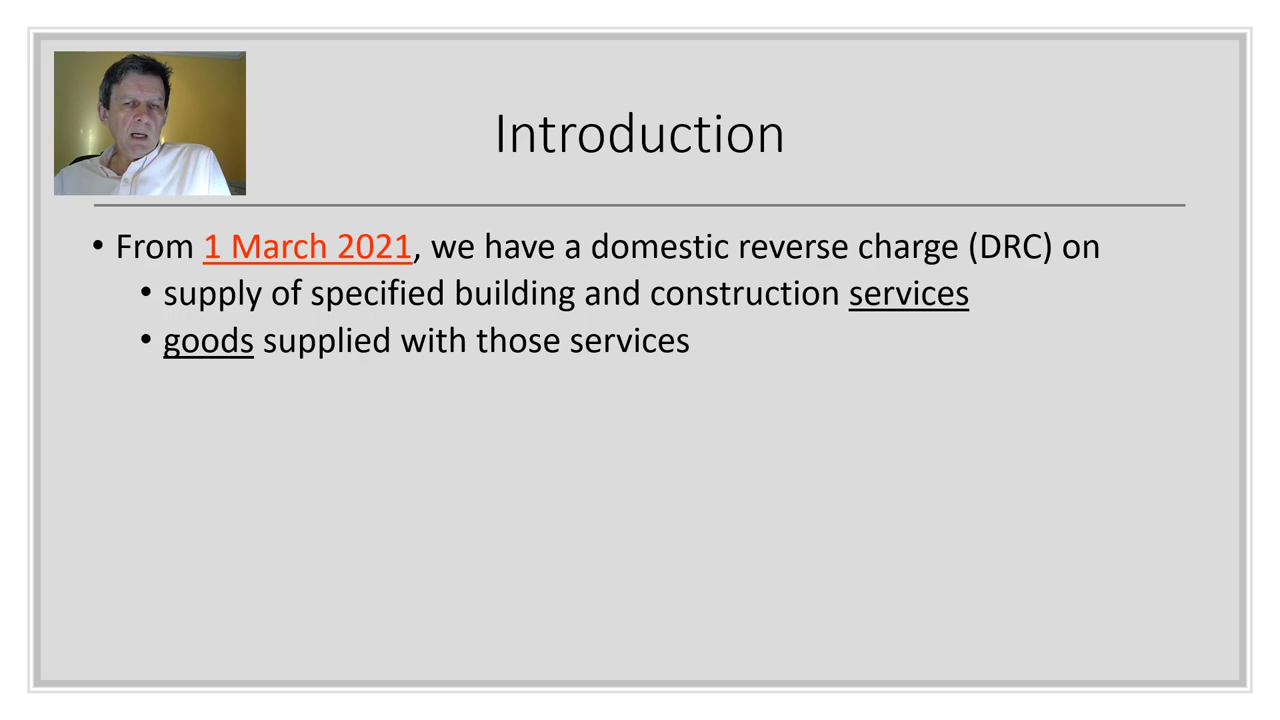 Introduction
• From 1 March 2021, we have a domestic reverse charge (DRC) on
• supply of specified building and construction services
• goods supplied with those services